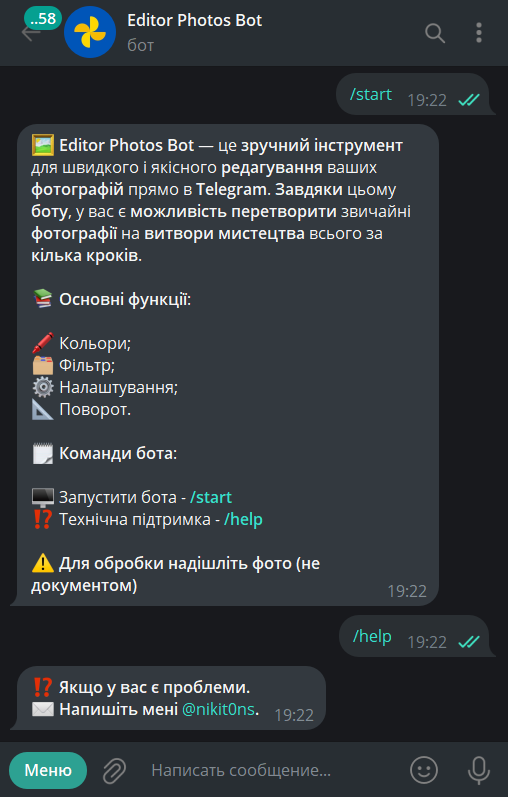 ..58
Editor Photos Bot
бот
/start 19:22
Editor Photos Bot — це зручний інструмент
для швидкого і якісного редагування ваших
фотографій прямо в Telegram. Завдяки цьому
боту, у вас є можливість перетворити звичайні
фотографії на витвори мистецтва всього за
кілька кроків.
Основні функції:
Кольори;
Фільтр;
Налаштування;
Поворот.
Команди бота:
Запустити бота - /start
Технічна підтримка - /help
Для обробки надішліть фото (не
документом) 19:22
/help 19:22
Якщо у вас є проблеми.
Напишіть мені @nikit0ns. 19:22
Меню Написать сообщение...